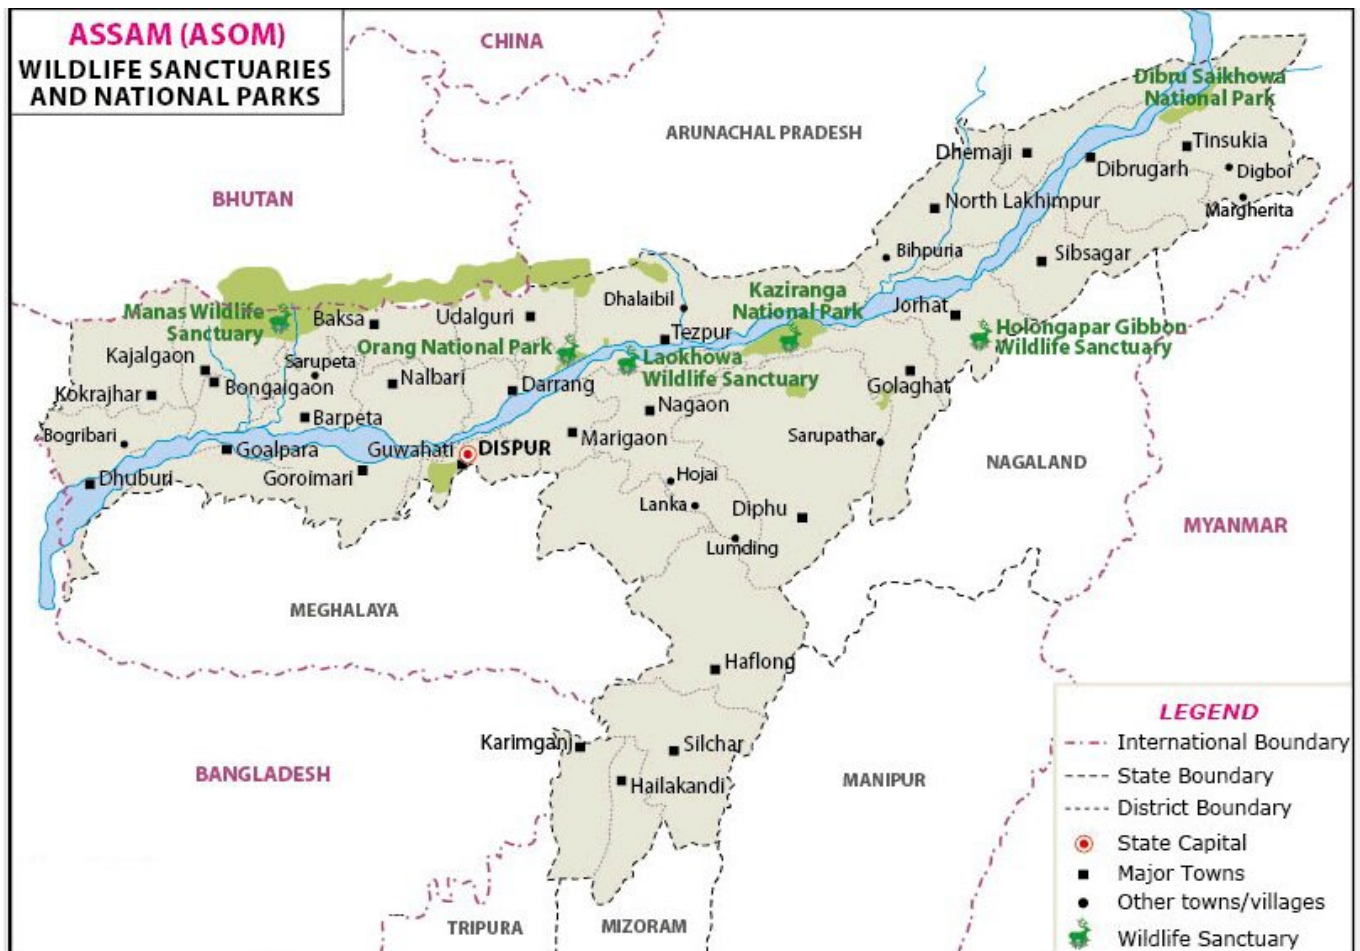 ASSAM (ASOM)
WILDLIFE SANCTUARIES
AND NATIONAL PARKS
CHINA
Dibru Saikhowa
National Park
ARUNACHAL PRADESH
Dhemaji
Tinsukia
Dibrugarh
Digboi
BHUTAN
North Lakhimpur
Margherita
Bihpuria
Sibsagar
Manas Wildlife
Sanctuary
Baksa
Udalguri
Dhalaibil
Kaziranga
National Park
Jorhat
Tezpur
Holongapar Gibbon
Wildlife Sanctuary
Kajalgaon
Sarupeta
Orang National Park
Laokhowa
Wildlife Sanctuary
Kokrajhar
Bongaigaon
Nalbari
Darrang
Golaghat
Barpeta
Nagaon
Bogribari
Goalpara
Guwahati
DISPUR
Marigaon
Sarupathar
Dhuburi
Goroimari
Hojai
NAGALAND
Lanka
Diphu
MYANMAR
Lumding
MEGHALAYA
Haflong
Karimganj
Silchar
BANGLADESH
Hailakandi
MANIPUR
TRIPURA
MIZORAM
LEGEND
International Boundary
State Boundary
District Boundary
State Capital
Major Towns
Other towns/villages
Wildlife Sanctuary